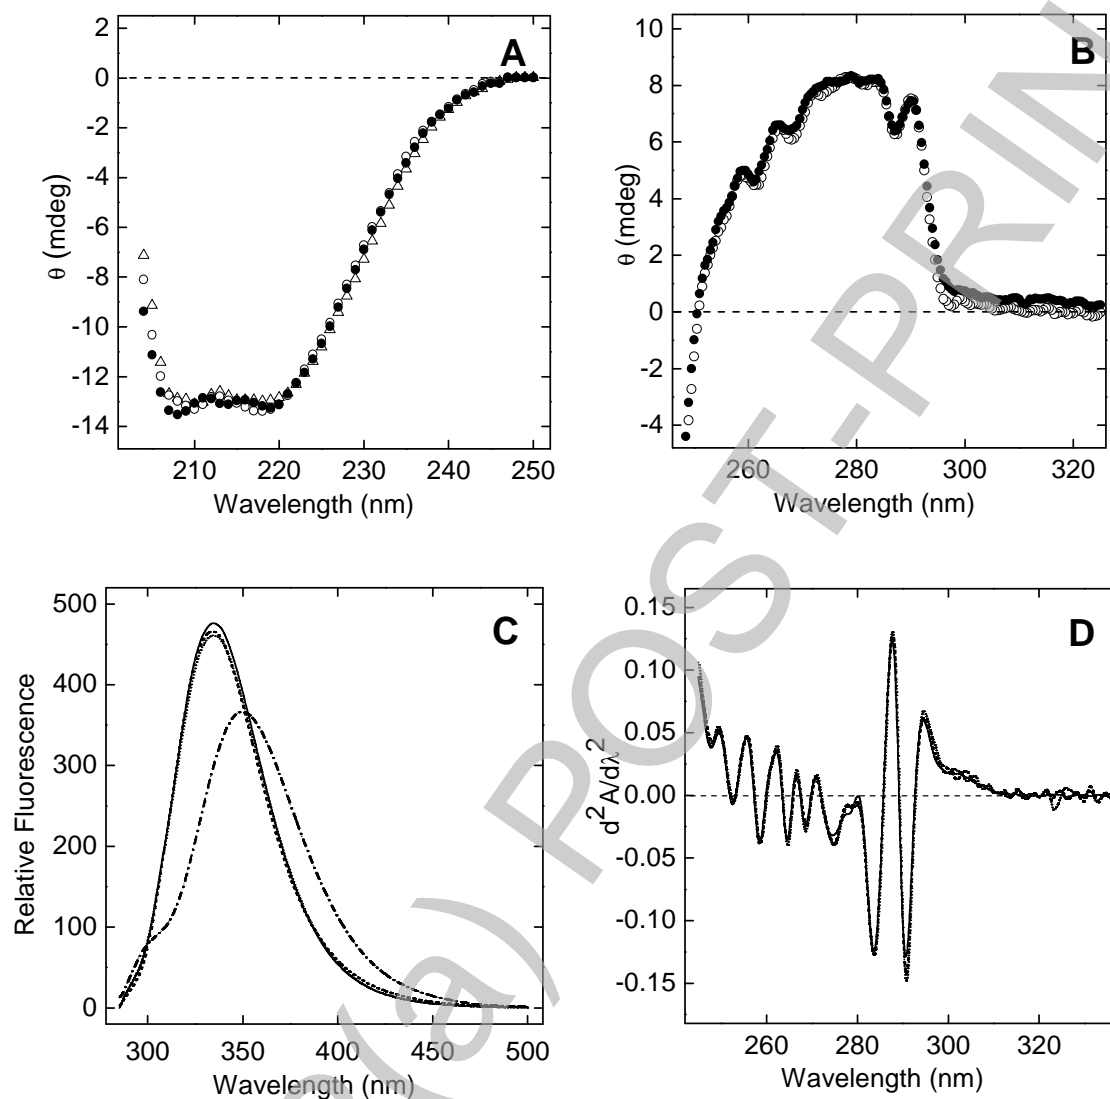 A
2
0
-2
-4
-6
-8
-10
-12
-14
θ (mdeg)
210 220 230 240 250
Wavelength (nm)
B
10
8
6
4
2
0
-2
-4
θ (mdeg)
260 280 300 320
Wavelength (nm)
C
500
400
300
200
100
0
Relative Fluorescence
300 350 400 450 500
Wavelength (nm)
D
0.15
0.10
0.05
0.00
-0.05
-0.10
-0.15
d²A/dλ²
260 280 300 320
Wavelength (nm)
(a) POST-PRIN